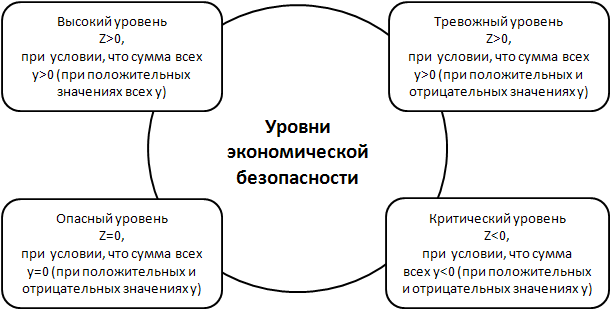 Высокий уровень
Z>0,
при условии, что сумма всех
y>0 (при положительных
значениях всех y)
Тревожный уровень
Z>0,
при условии, что сумма всех
y>0 (при положительных и
отрицательных значениях y)
Уровни
экономической
безопасности
Опасный уровень
Z=0,
при условии, что сумма всех
y=0 (при положительных и
отрицательных значениях y)
Критический уровень
Z<0,
при условии, что сумма
всех y<0 (при положительных
и отрицательных значениях y)